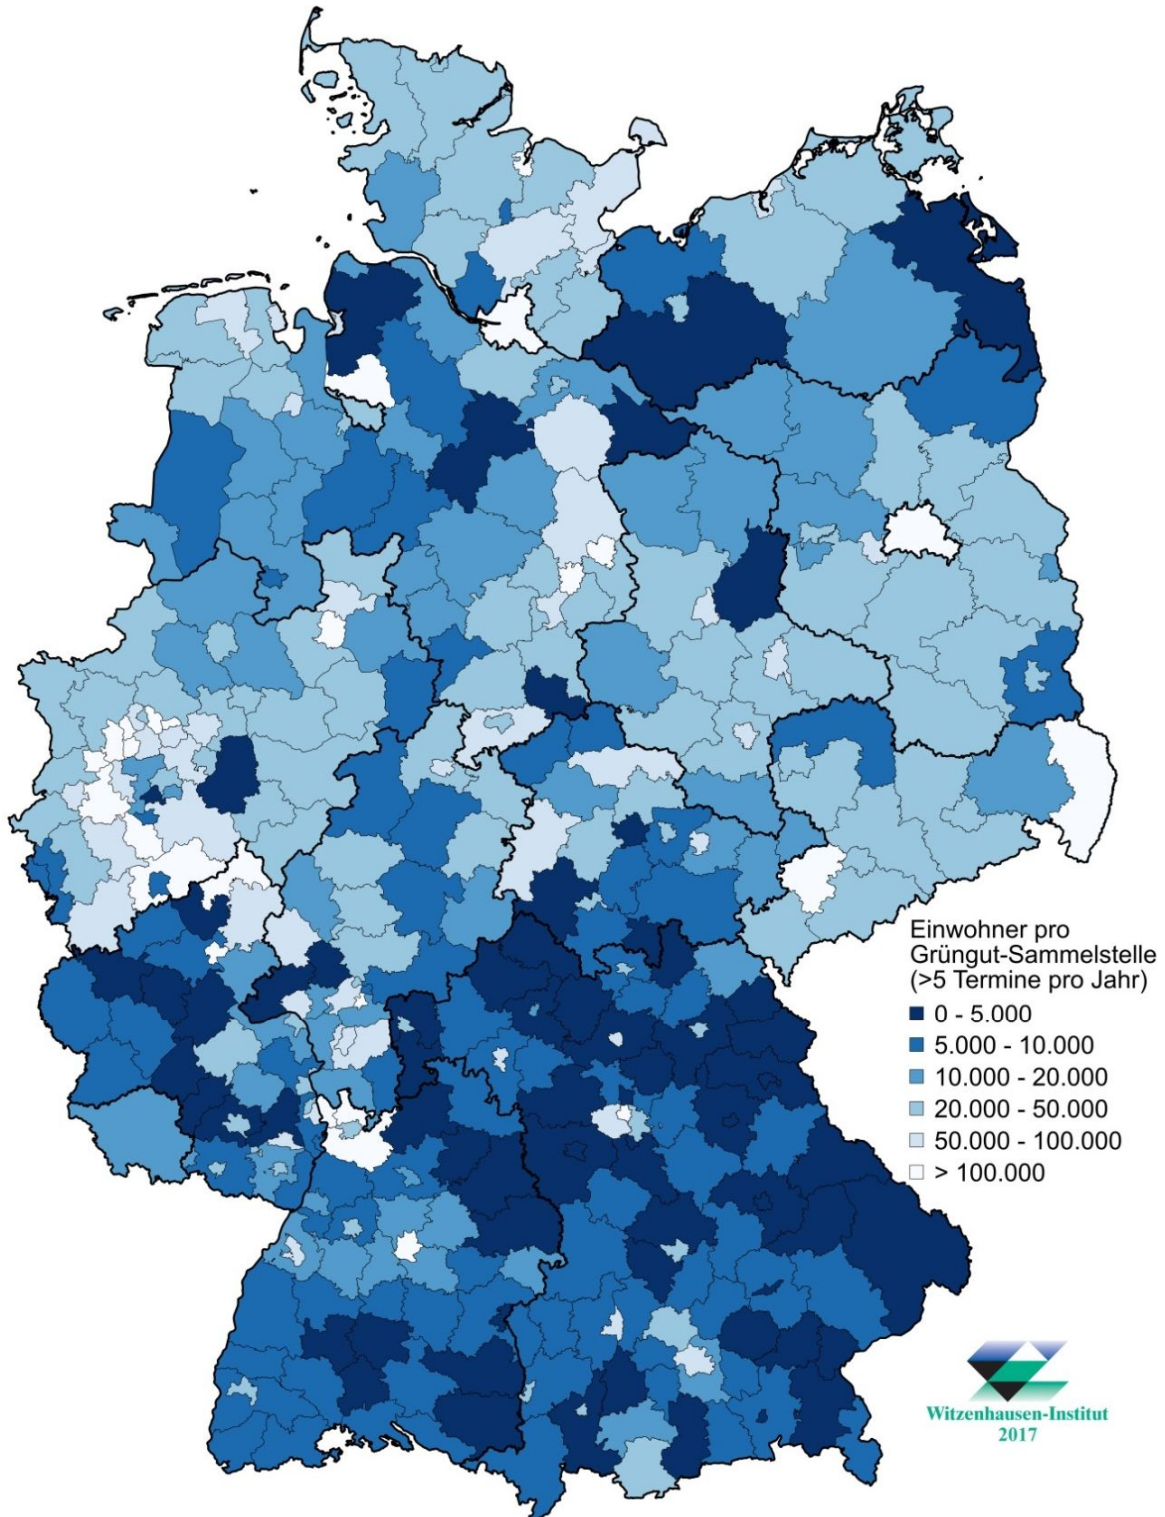 Einwohner pro
Grüngut-Sammelstelle
(>5 Termine pro Jahr)
0 - 5.000
5.000 - 10.000
10.000 - 20.000
20.000 - 50.000
50.000 - 100.000
> 100.000
Witzenhausen-Institut
2017